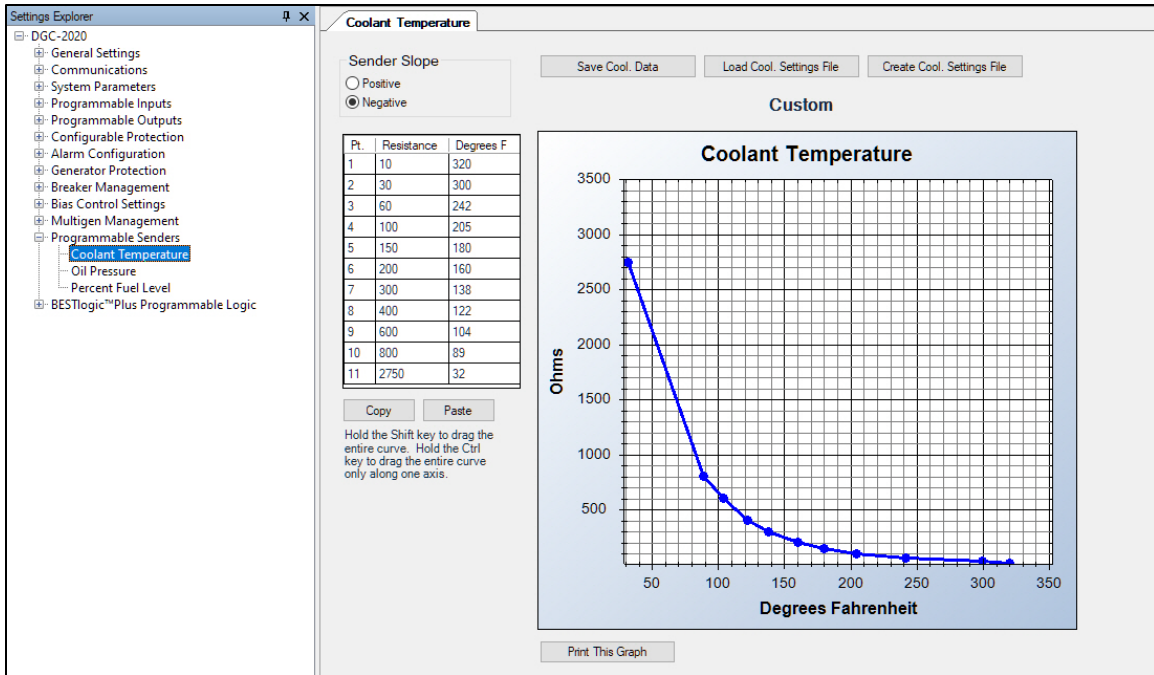 Settings Explorer
DGC-2020
General Settings
Communications
System Parameters
Programmable Inputs
Programmable Outputs
Configurable Protection
Alarm Configuration
Generator Protection
Breaker Management
Bias Control Settings
Multigen Management
Programmable Senders
Coolant Temperature
Oil Pressure
Percent Fuel Level
BESTlogic™Plus Programmable Logic
Coolant Temperature
Sender Slope
Positive
Negative
Save Cool. Data
Load Cool. Settings File
Create Cool. Settings File
Custom
Pt. Resistance Degrees F
1 10 320
2 30 300
3 60 242
4 100 205
5 150 180
6 200 160
7 300 138
8 400 122
9 600 104
10 800 89
11 2750 32
Copy
Paste
Hold the Shift key to drag the
entire curve. Hold the Ctrl
key to drag the entire curve
only along one axis.
Coolant Temperature
3500
3000
2500
2000
1500
1000
500
Ohms
50 100 150 200 250 300 350
Degrees Fahrenheit
Print This Graph